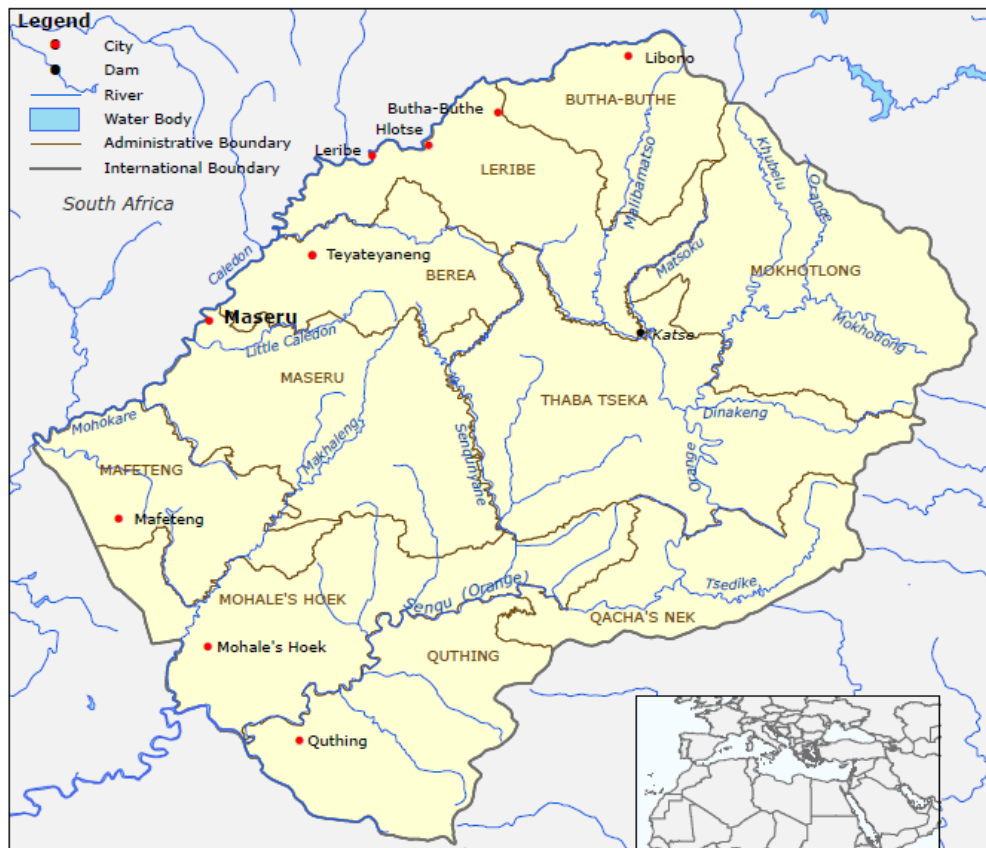 Legend
City
Dam
River
Water Body
Administrative Boundary
International Boundary
South Africa
Libono
BUTHA-BUTHE
Butha-Buthe
Hlotse
Leribe
LERIBE
Malibamatso
Khubelu
Orange
Matsoku
MOKHOTLONG
Mokhotlong
Caledon
Teyateyaneng
BEREA
Maseru
Little Caledon
MASERU
Katse
THABA TSEKA
Dinakeng
Orange
Senqunyane
Makhaleng
Mohokare
MAFETENG
Mafeteng
MOHALE'S HOEK
Senqu (Orange)
Tsedike
QACHA'S NEK
Mohale's Hoek
QUTHING
Quthing